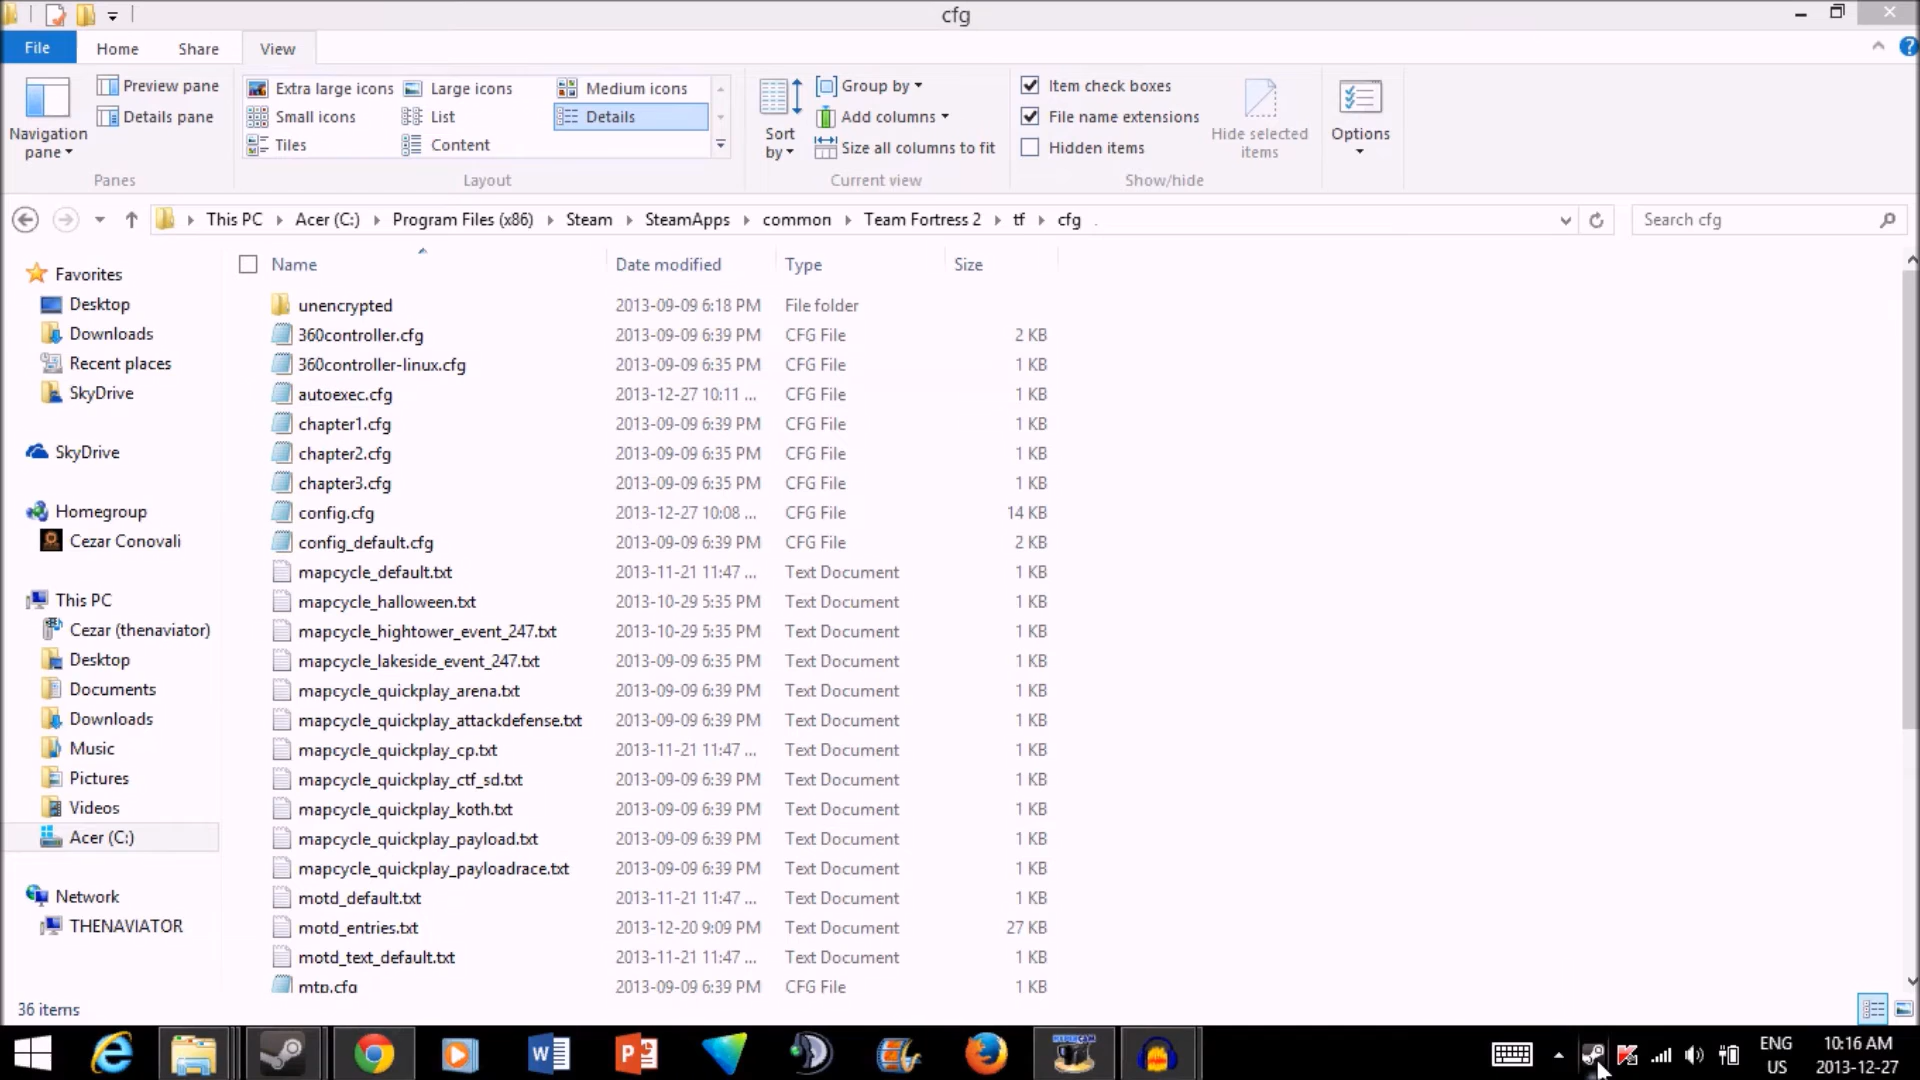 cfg
File Home Share View
Navigation pane
Preview pane
Details pane
Panes
Extra large icons Large icons Medium icons
Small icons List Details
Tiles Content
Layout
Sort by
Group by
Add columns
Size all columns to fit
Current view
Item check boxes
File name extensions
Hidden items
Hide selected items
Show/hide
Options
This PC Acer (C:) Program Files (x86) Steam SteamApps common Team Fortress 2 tf cfg
Search cfg
Favorites
Desktop
Downloads
Recent places
SkyDrive
SkyDrive
Homegroup
Cezar Conovali
This PC
Cezar (thenaviator)
Desktop
Documents
Downloads
Music
Pictures
Videos
Acer (C:)
Network
THENAVIATOR
Name Date modified Type Size
unencrypted 2013-09-09 6:18 PM File folder
360controller.cfg 2013-09-09 6:39 PM CFG File 2 KB
360controller-linux.cfg 2013-09-09 6:35 PM CFG File 1 KB
autoexec.cfg 2013-12-27 10:11 ... CFG File 1 KB
chapter1.cfg 2013-09-09 6:39 PM CFG File 1 KB
chapter2.cfg 2013-09-09 6:35 PM CFG File 1 KB
chapter3.cfg 2013-09-09 6:35 PM CFG File 1 KB
config.cfg 2013-12-27 10:08 ... CFG File 14 KB
config_default.cfg 2013-09-09 6:39 PM CFG File 2 KB
mapcycle_default.txt 2013-11-21 11:47 ... Text Document 1 KB
mapcycle_halloween.txt 2013-10-29 5:35 PM Text Document 1 KB
mapcycle_hightower_event_247.txt 2013-10-29 5:35 PM Text Document 1 KB
mapcycle_lakeside_event_247.txt 2013-09-09 6:35 PM Text Document 1 KB
mapcycle_quickplay_arena.txt 2013-09-09 6:39 PM Text Document 1 KB
mapcycle_quickplay_attackdefense.txt 2013-09-09 6:39 PM Text Document 1 KB
mapcycle_quickplay_cp.txt 2013-11-21 11:47 ... Text Document 1 KB
mapcycle_quickplay_ctf_sd.txt 2013-09-09 6:39 PM Text Document 1 KB
mapcycle_quickplay_koth.txt 2013-09-09 6:39 PM Text Document 1 KB
mapcycle_quickplay_payload.txt 2013-09-09 6:39 PM Text Document 1 KB
mapcycle_quickplay_payloadrace.txt 2013-09-09 6:39 PM Text Document 1 KB
motd_default.txt 2013-11-21 11:47 ... Text Document 1 KB
motd_entries.txt 2013-12-20 9:09 PM Text Document 27 KB
motd_text_default.txt 2013-11-21 11:47 ... Text Document 1 KB
mtp.cfg 2013-09-09 6:39 PM CFG File 1 KB
36 items
ENG
US
10:16 AM
2013-12-27